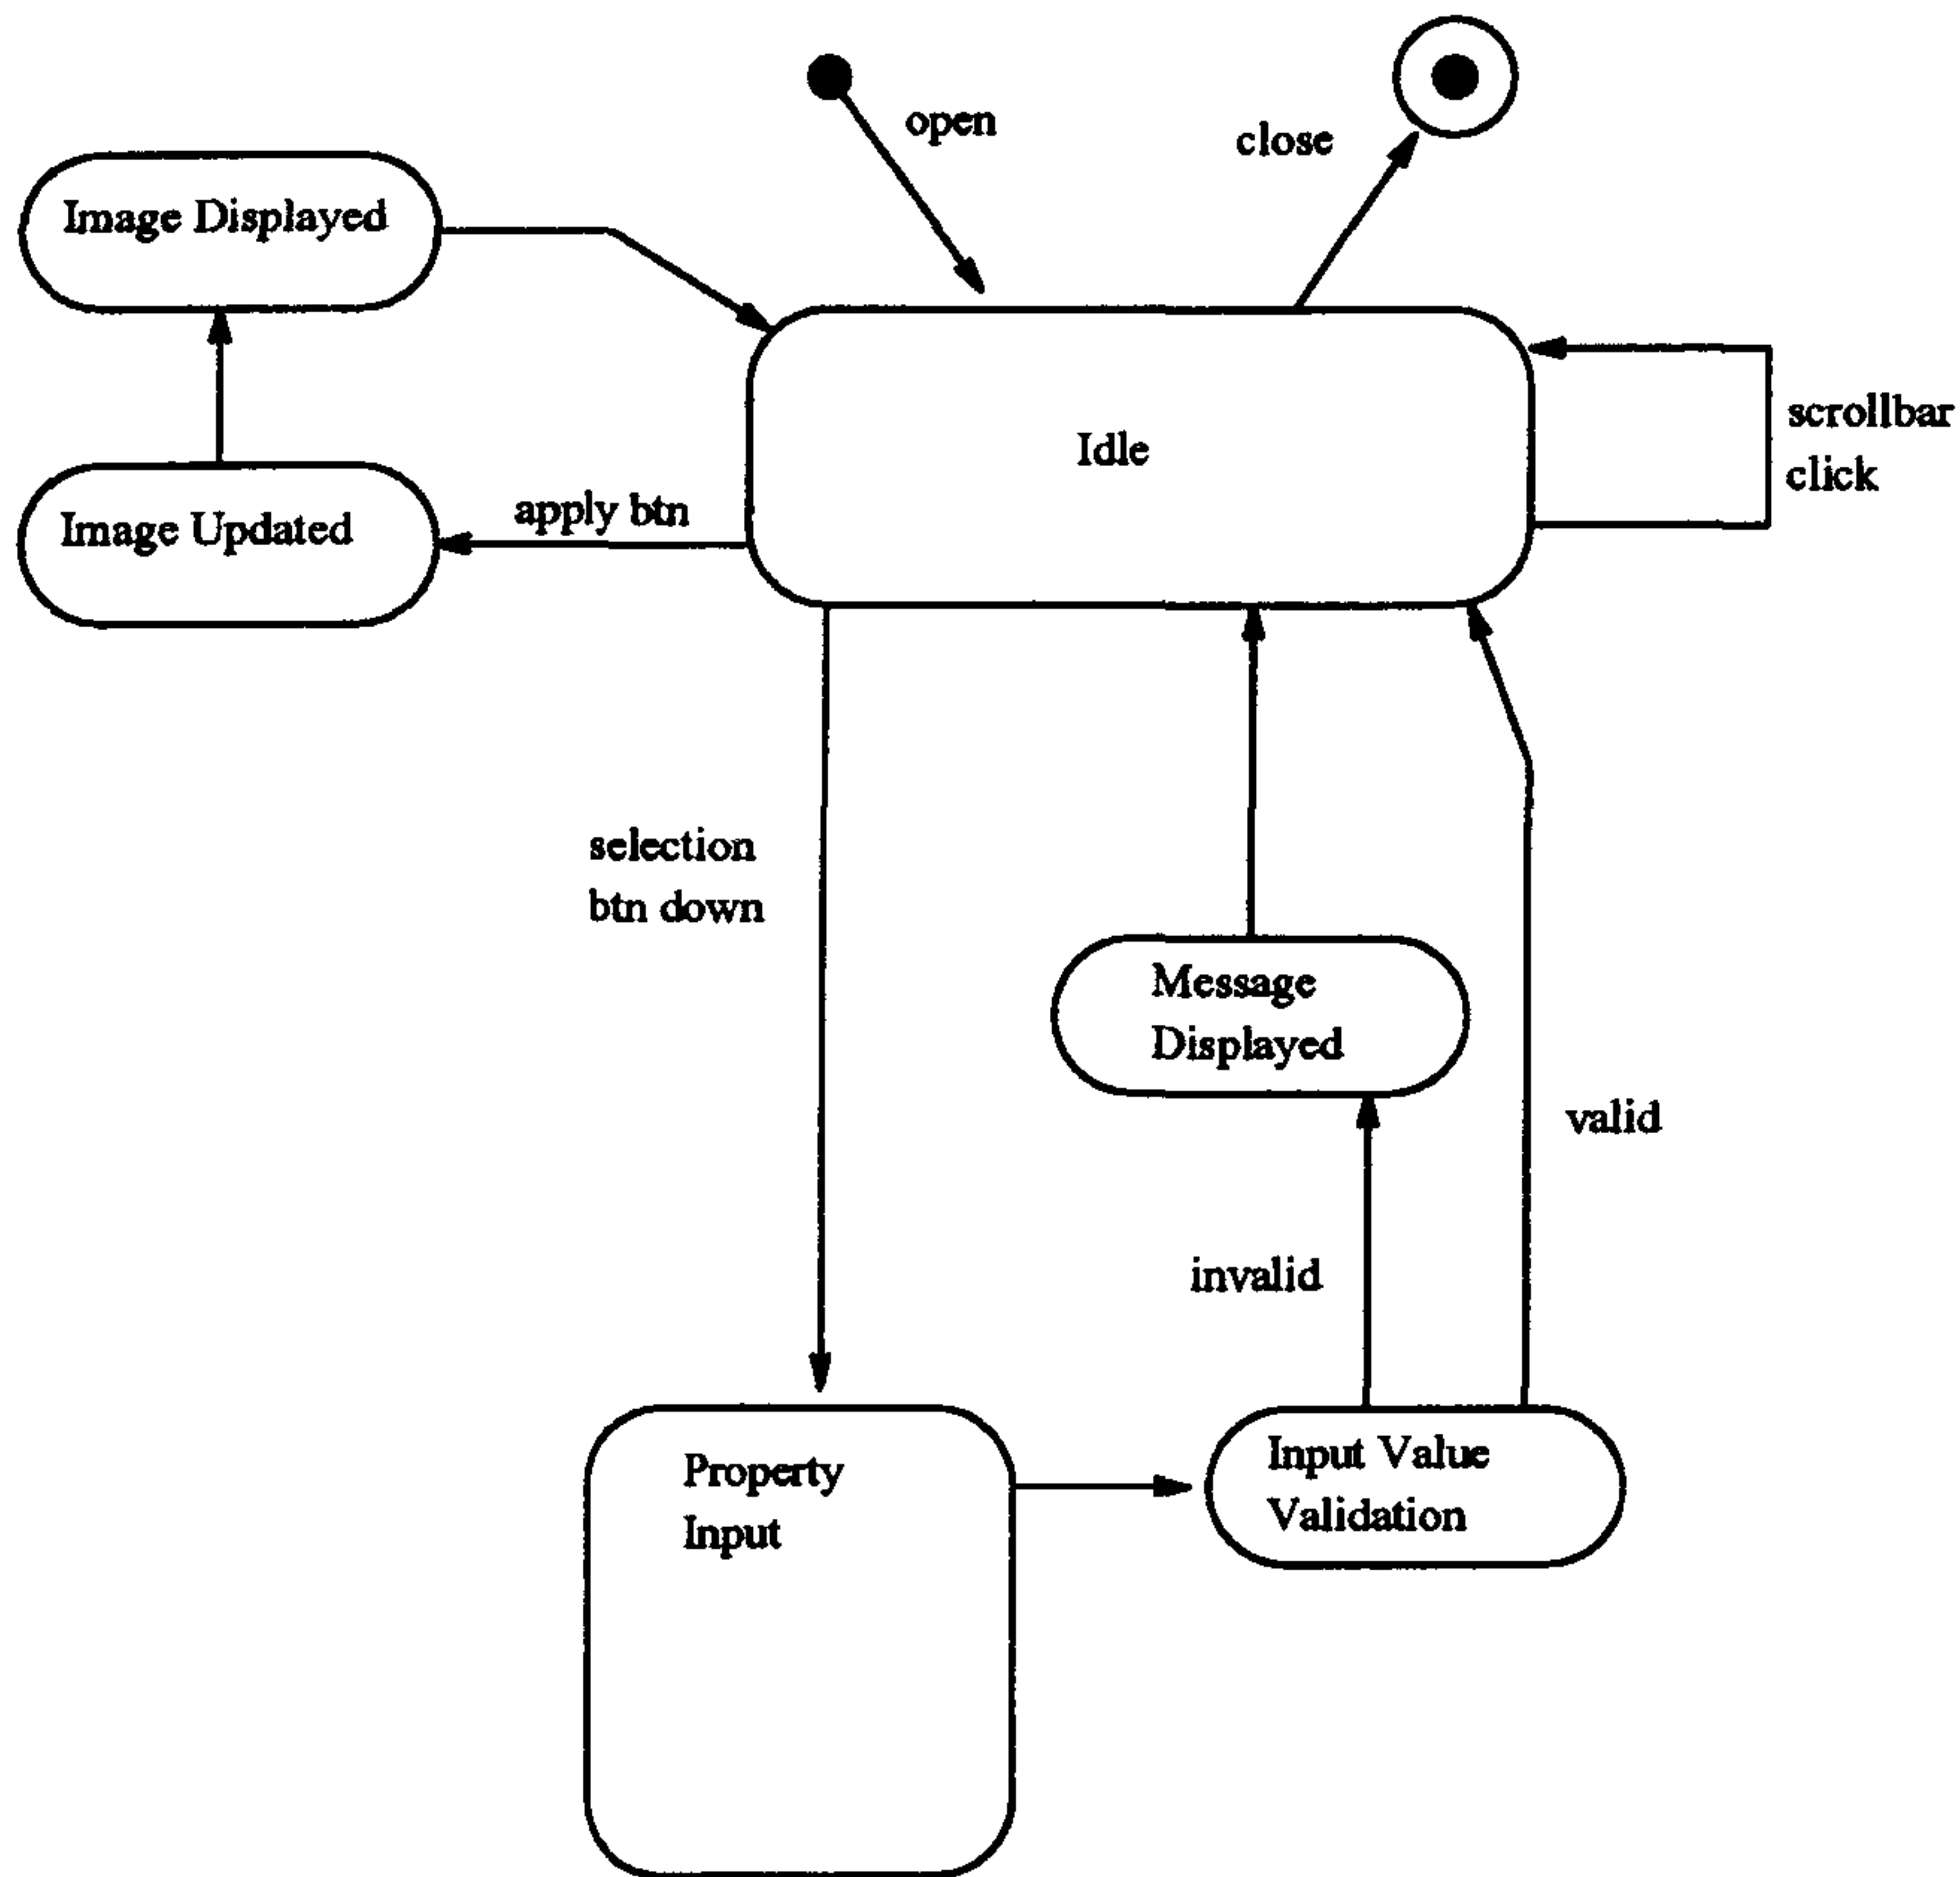 open
close
Image Displayed
Idle
scrollbar
click
apply btn
Image Updated
selection
btn down
Message
Displayed
valid
invalid
Property
Input
Input Value
Validation